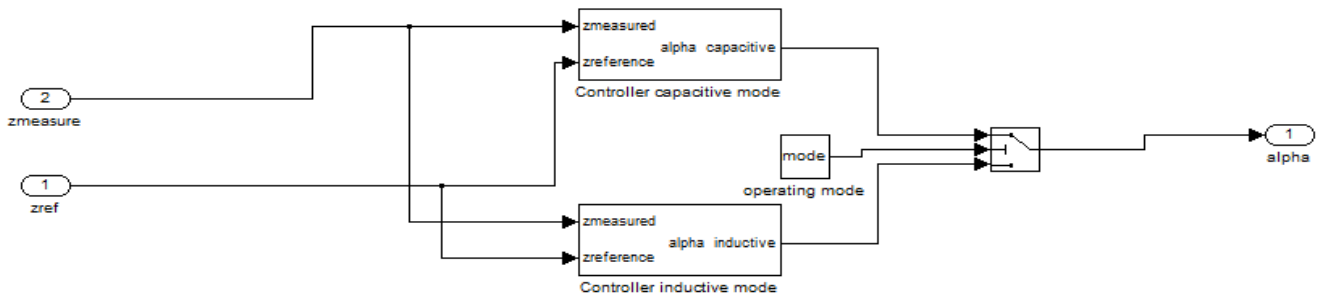 zmeasured
alpha capacitive
zreference
Controller capacitive mode
2
zmeasure
mode
operating mode
1
alpha
1
zref
zmeasured
alpha inductive
zreference
Controller inductive mode